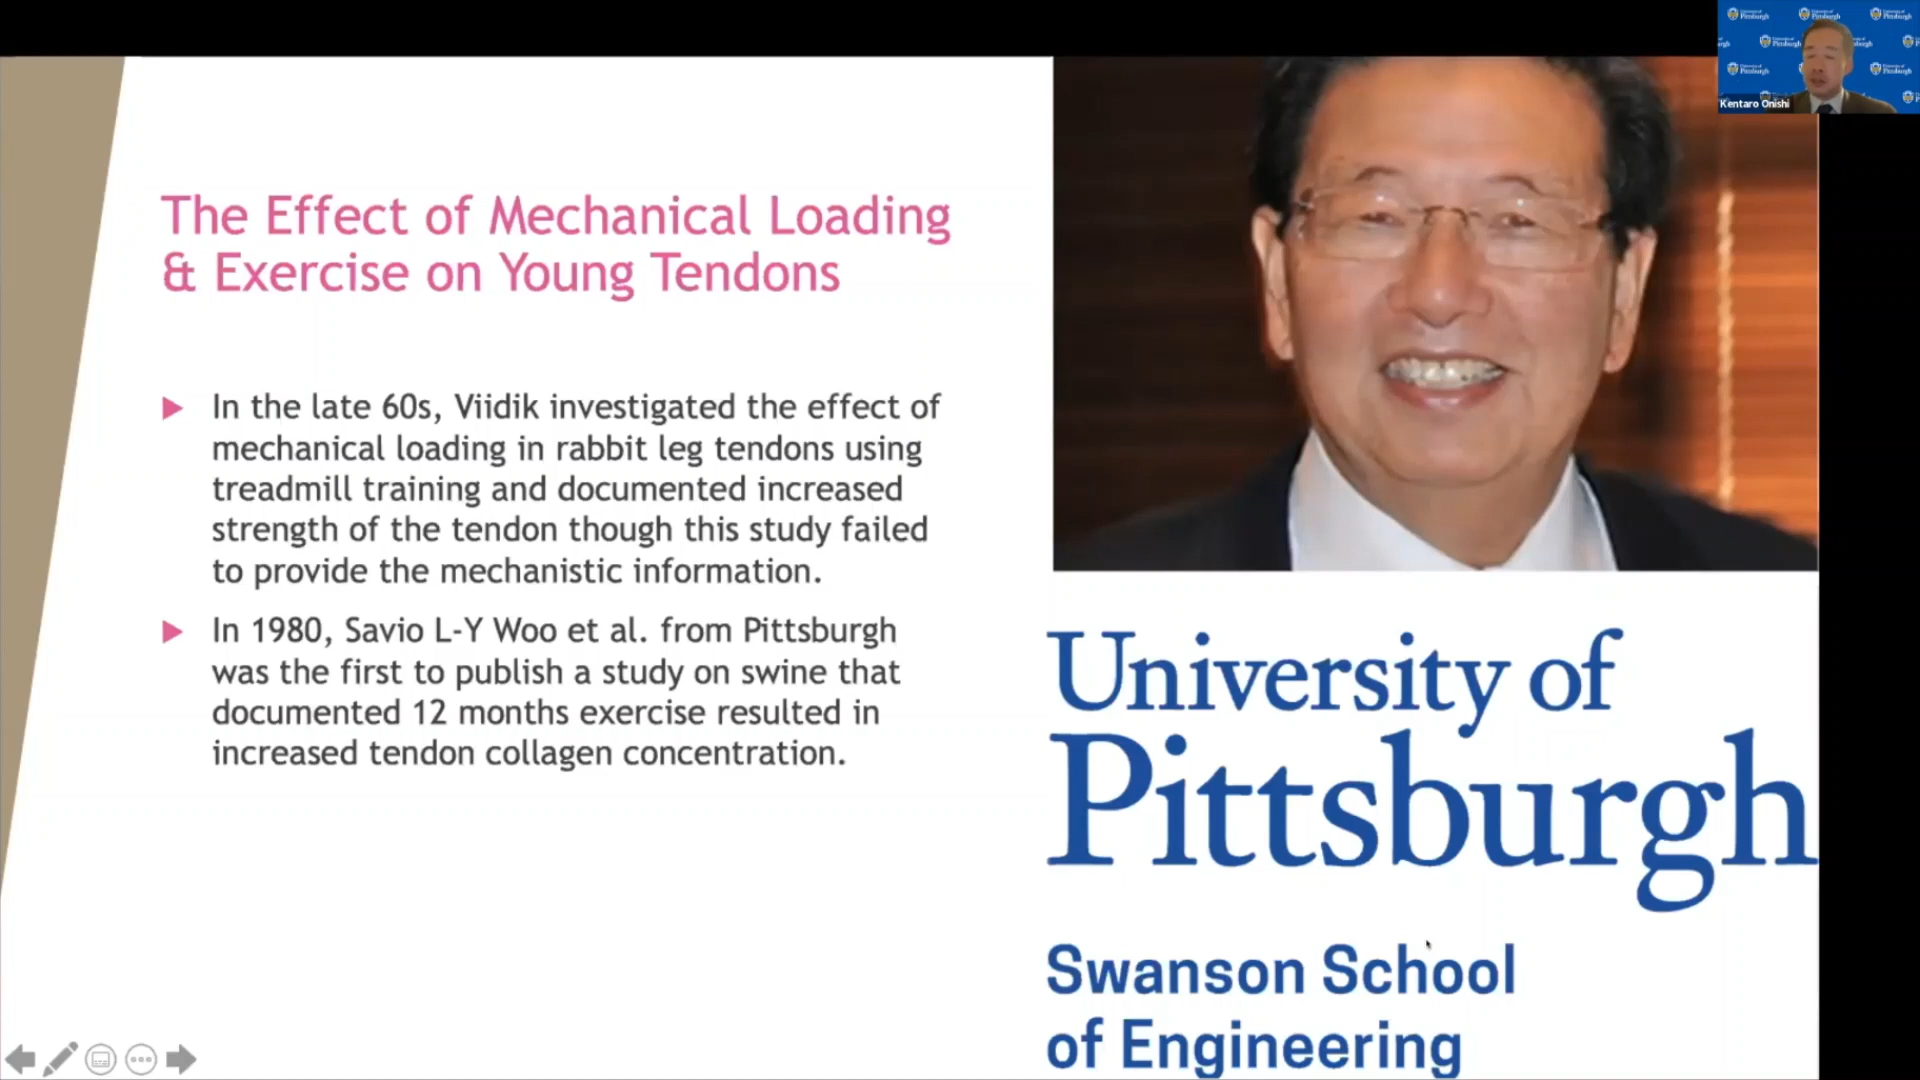 The Effect of Mechanical Loading
& Exercise on Young Tendons
In the late 60s, Viidik investigated the effect of
mechanical loading in rabbit leg tendons using
treadmill training and documented increased
strength of the tendon though this study failed
to provide the mechanistic information.
In 1980, Savio L-Y Woo et al. from Pittsburgh
was the first to publish a study on swine that
documented 12 months exercise resulted in
increased tendon collagen concentration.
University of
Pittsburgh
Swanson School
of Engineering
University of
Pittsburgh
Kentaro Onishi